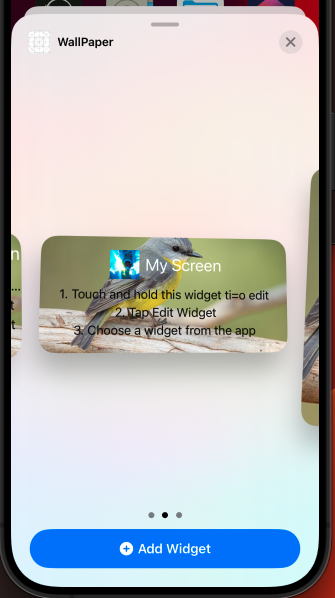 WallPaper
n
My Screen
...
1. Touch and hold this widget ti=o edit
t
2. Tap Edit Widget
t
3. Choose a widget from the app
Add Widget